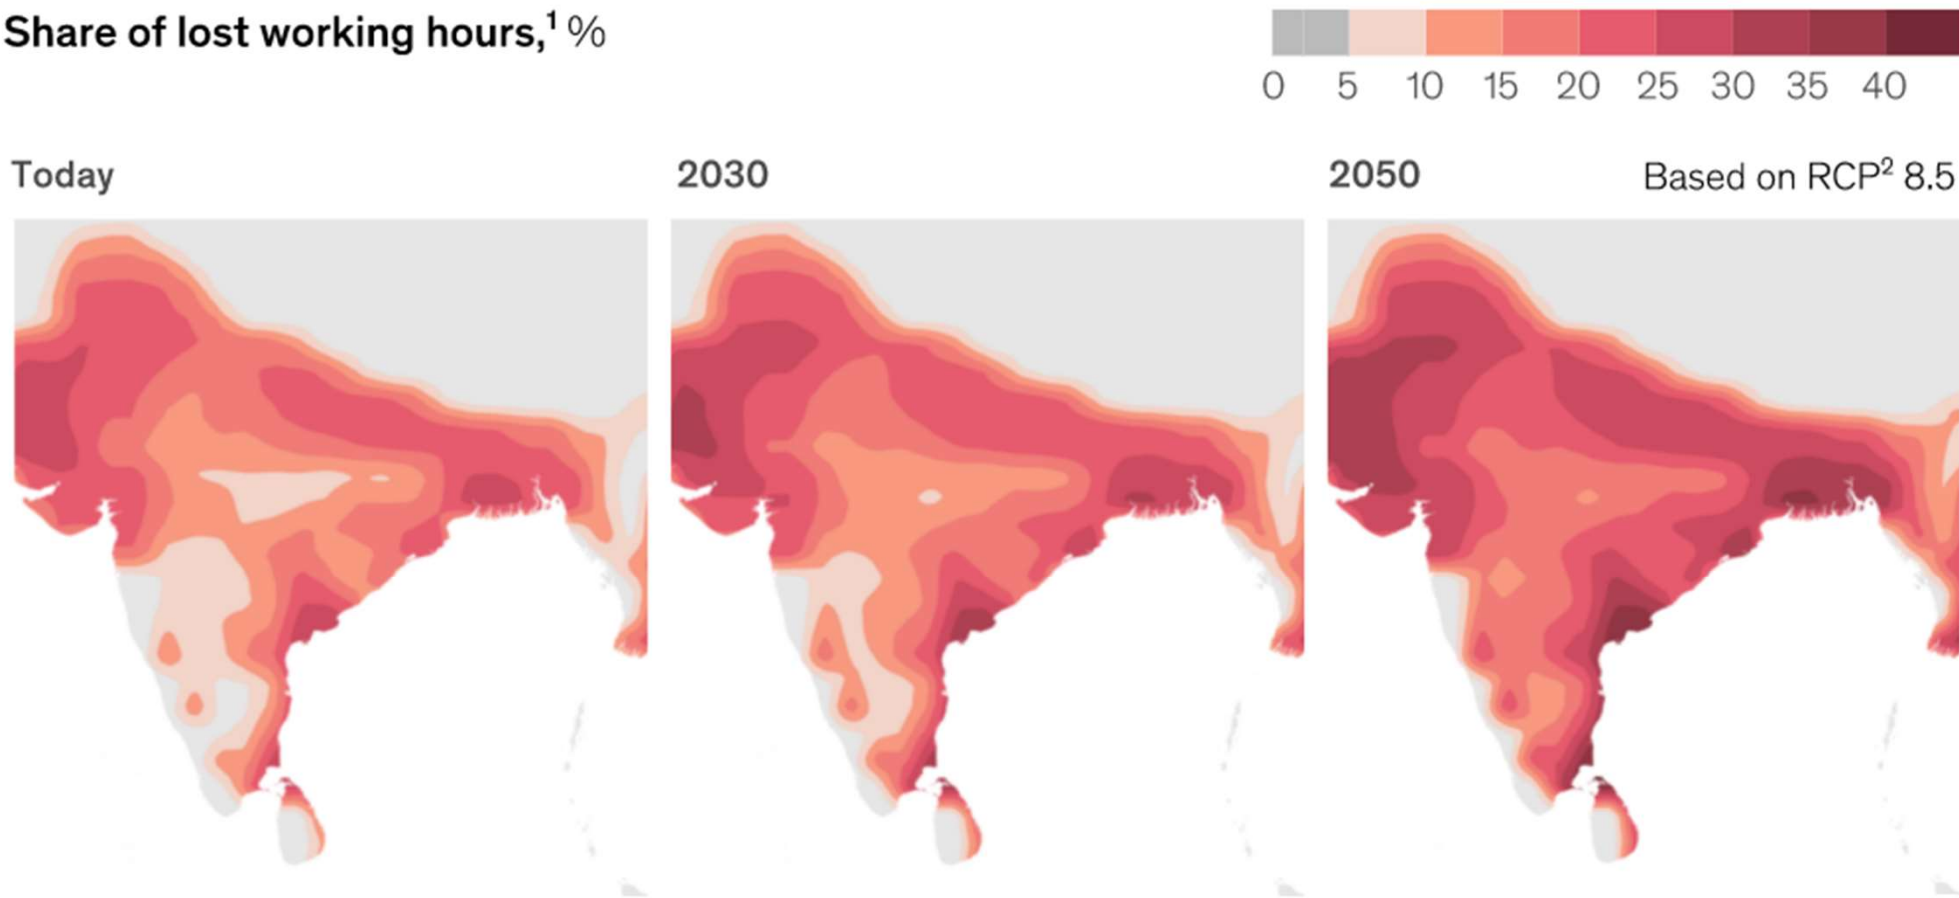 Share of lost working hours,¹ %
0 5 10 15 20 25 30 35 40
Today
2030
2050
Based on RCP² 8.5